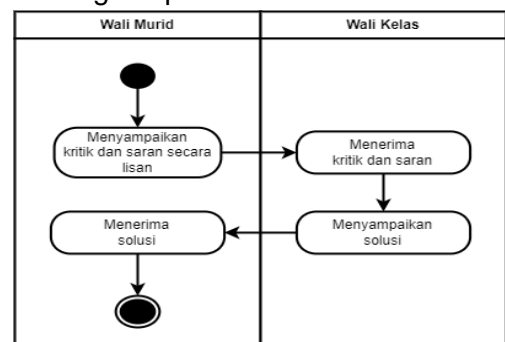 Wali Murid
Wali Kelas
Menyampaikan
kritik dan saran secara
lisan
Menerima
kritik dan saran
Menerima
solusi
Menyampaikan
solusi